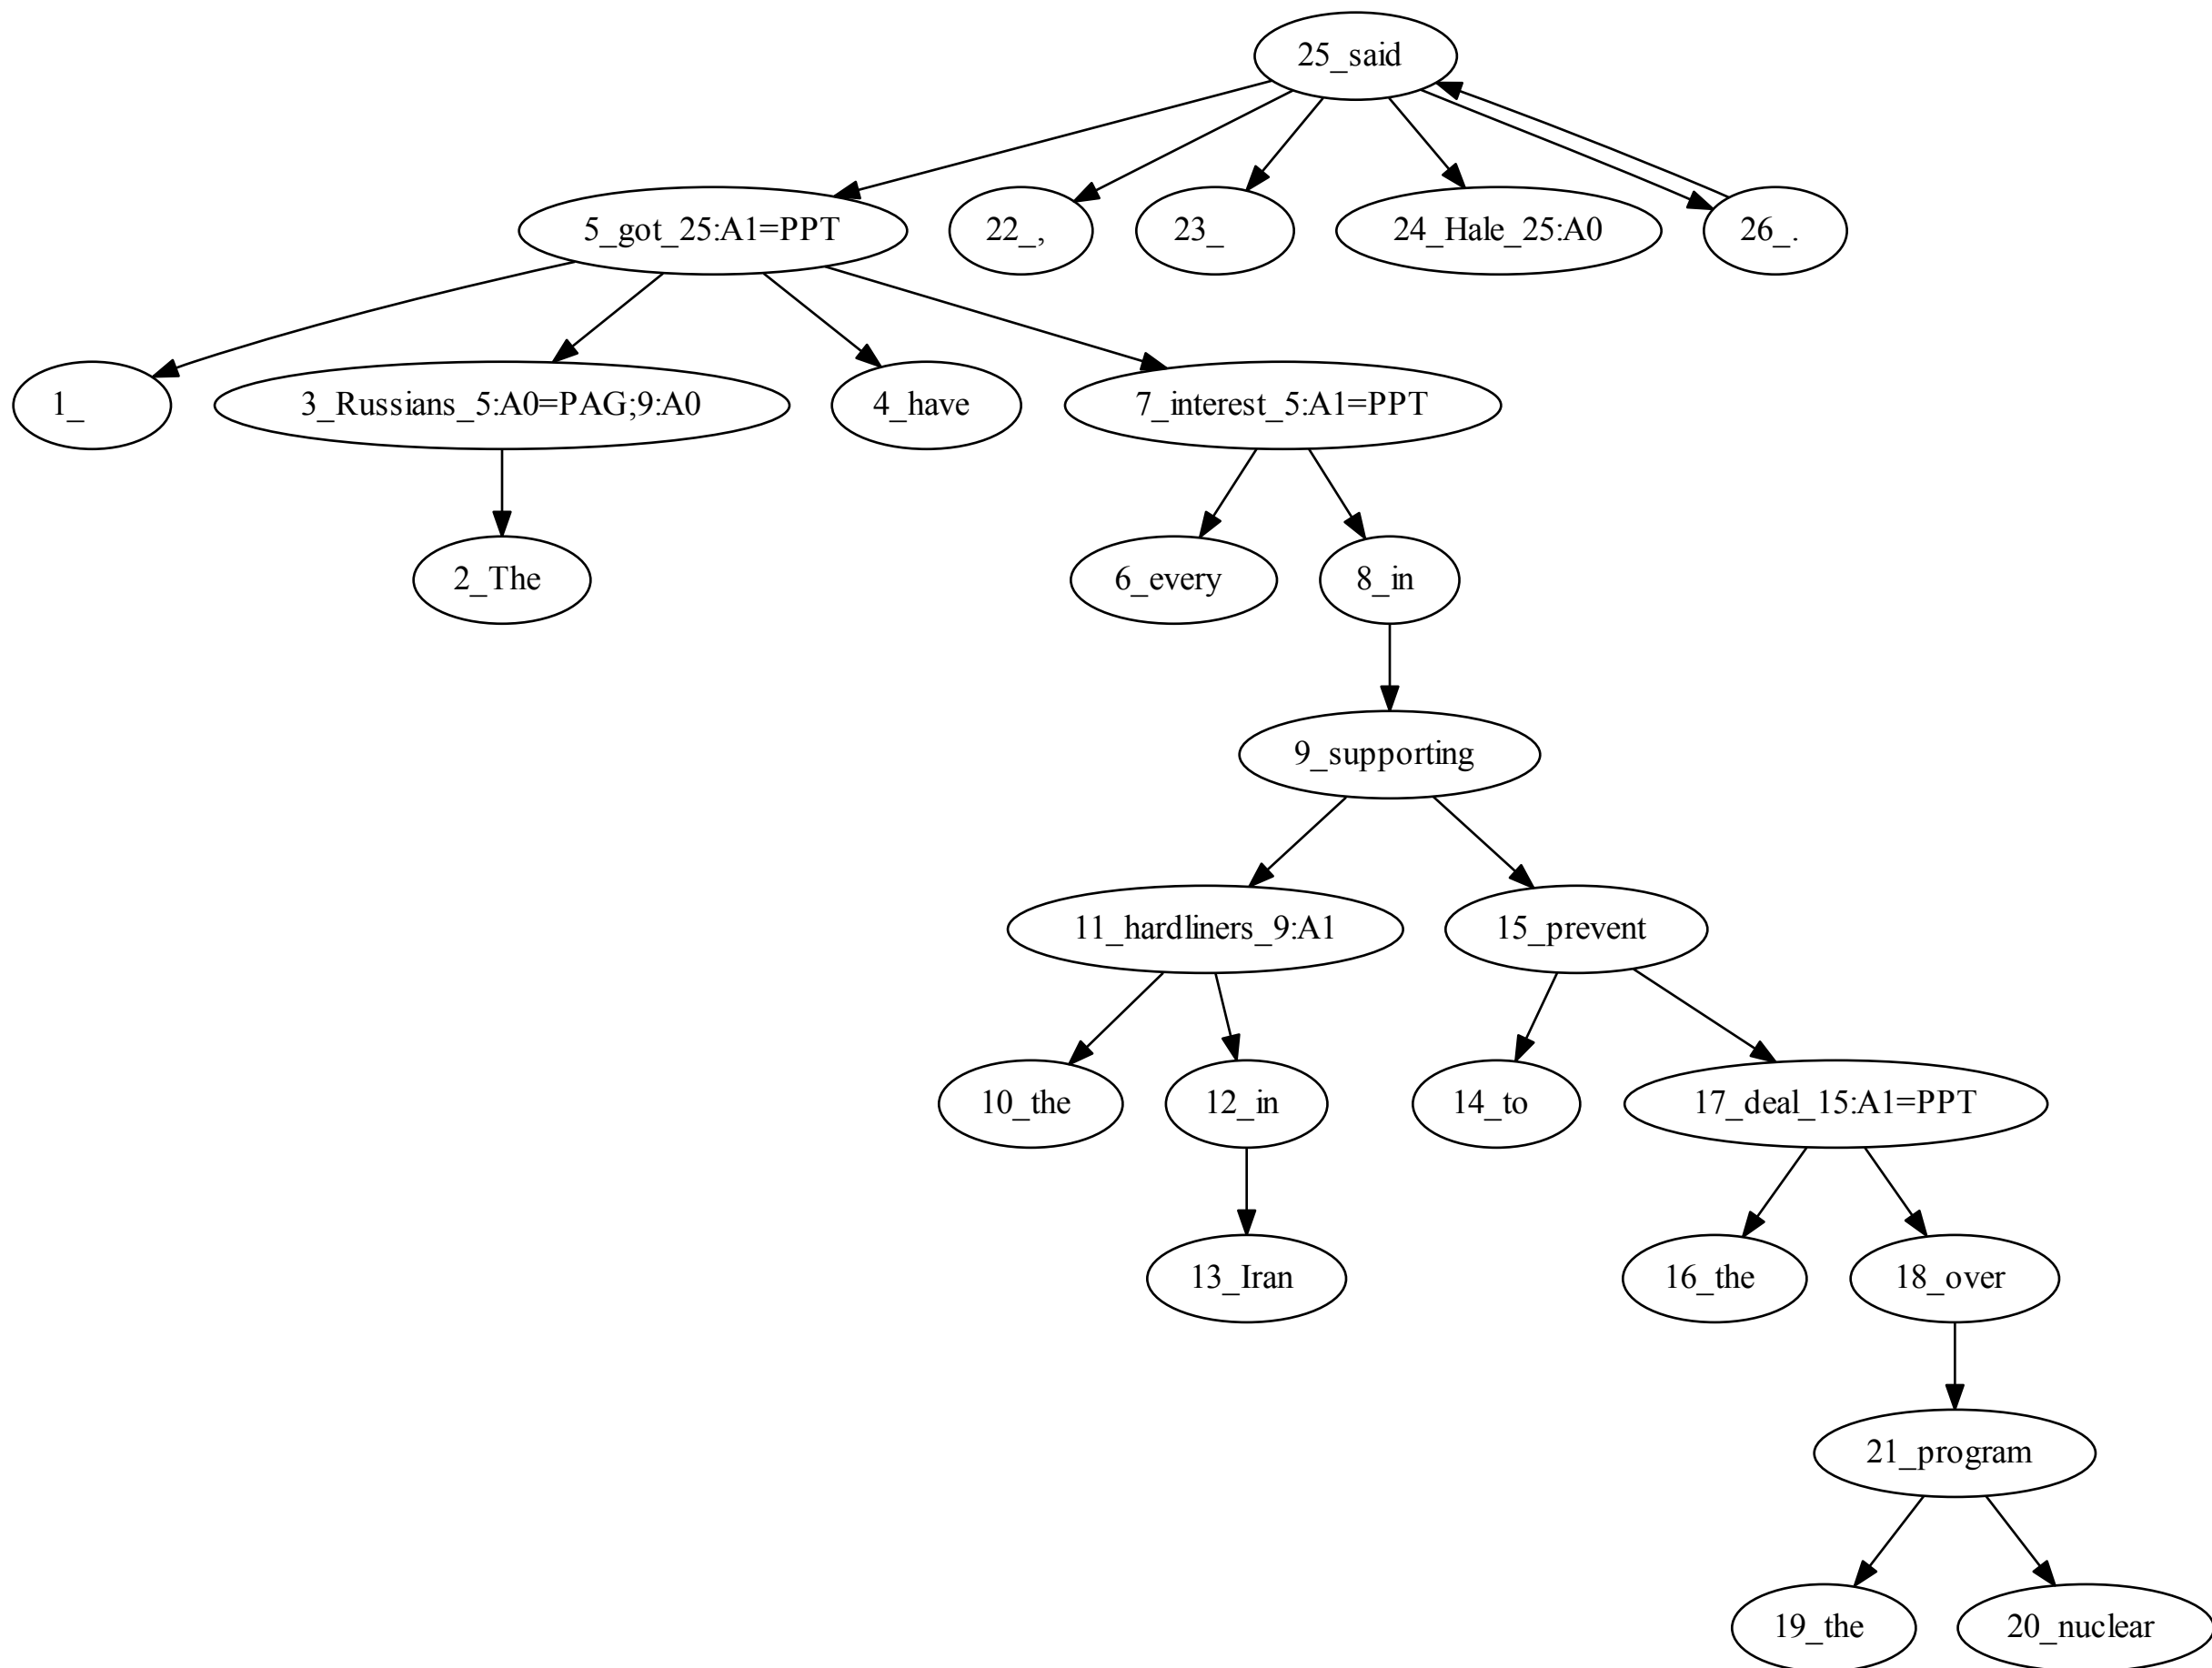 25_said
5_got_25:A1=PPT
22_,
23_
24_Hale_25:A0
26_.
1_
3_Russians_5:A0=PAG;9:A0
4_have
7_interest_5:A1=PPT
2_The
6_every
8_in
9_supporting
11_hardliners_9:A1
15_prevent
10_the
12_in
14_to
17_deal_15:A1=PPT
13_Iran
16_the
18_over
21_program
19_the
20_nuclear